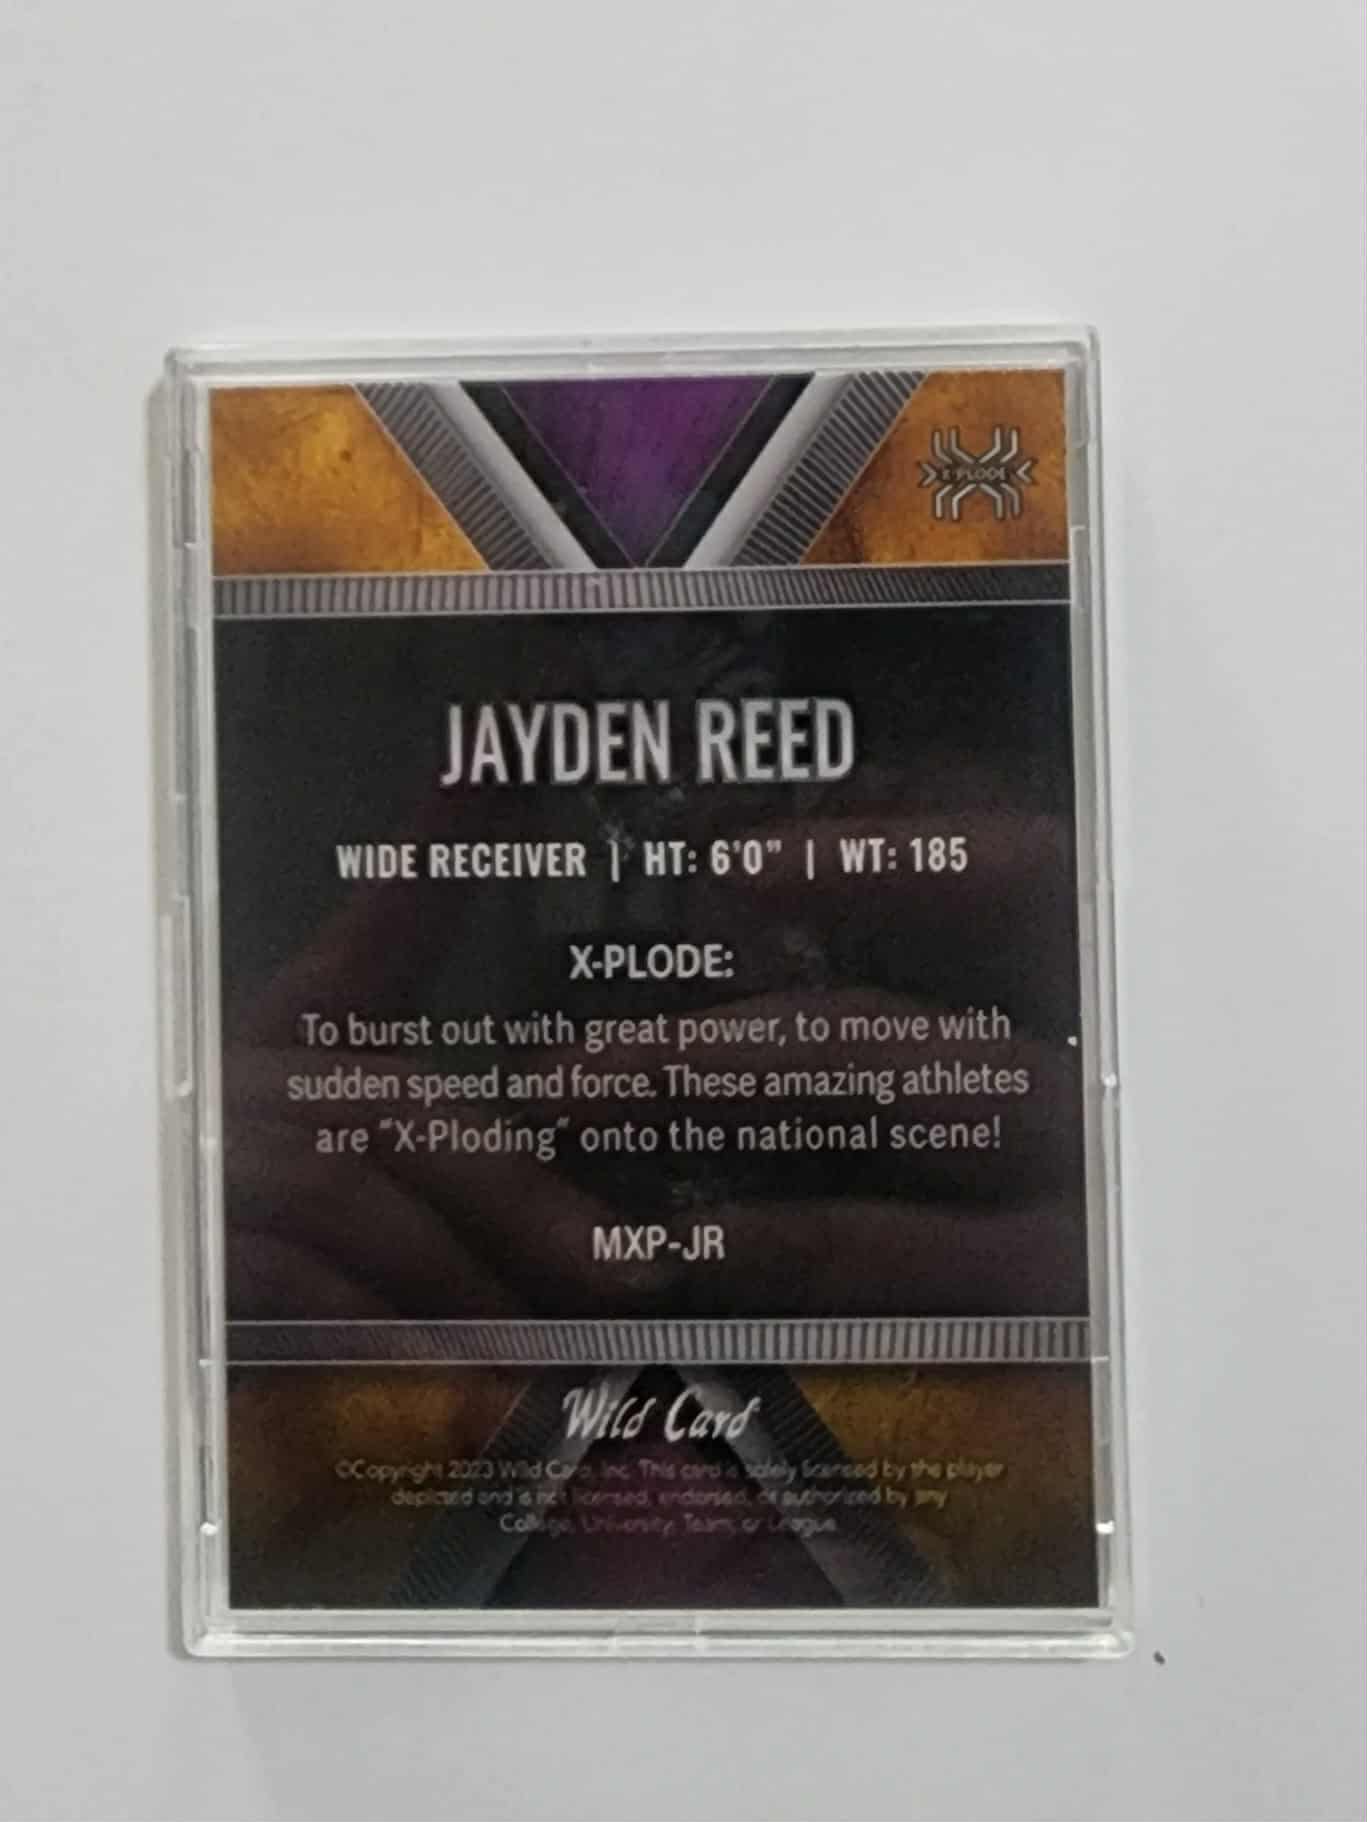 X-PLODE
JAYDEN REED
WIDE RECEIVER | HT: 6'0" | WT: 185
X-PLODE:
To burst out with great power, to move with
sudden speed and force. These amazing athletes
are "X-Ploding" onto the national scene!
MXP-JR
Wild Card
©Copyright 2023 Wild Card, Inc. This card is solely licensed by the player
depicted and is not licensed, endorsed, or authorized by any
College, University, Team, or League.